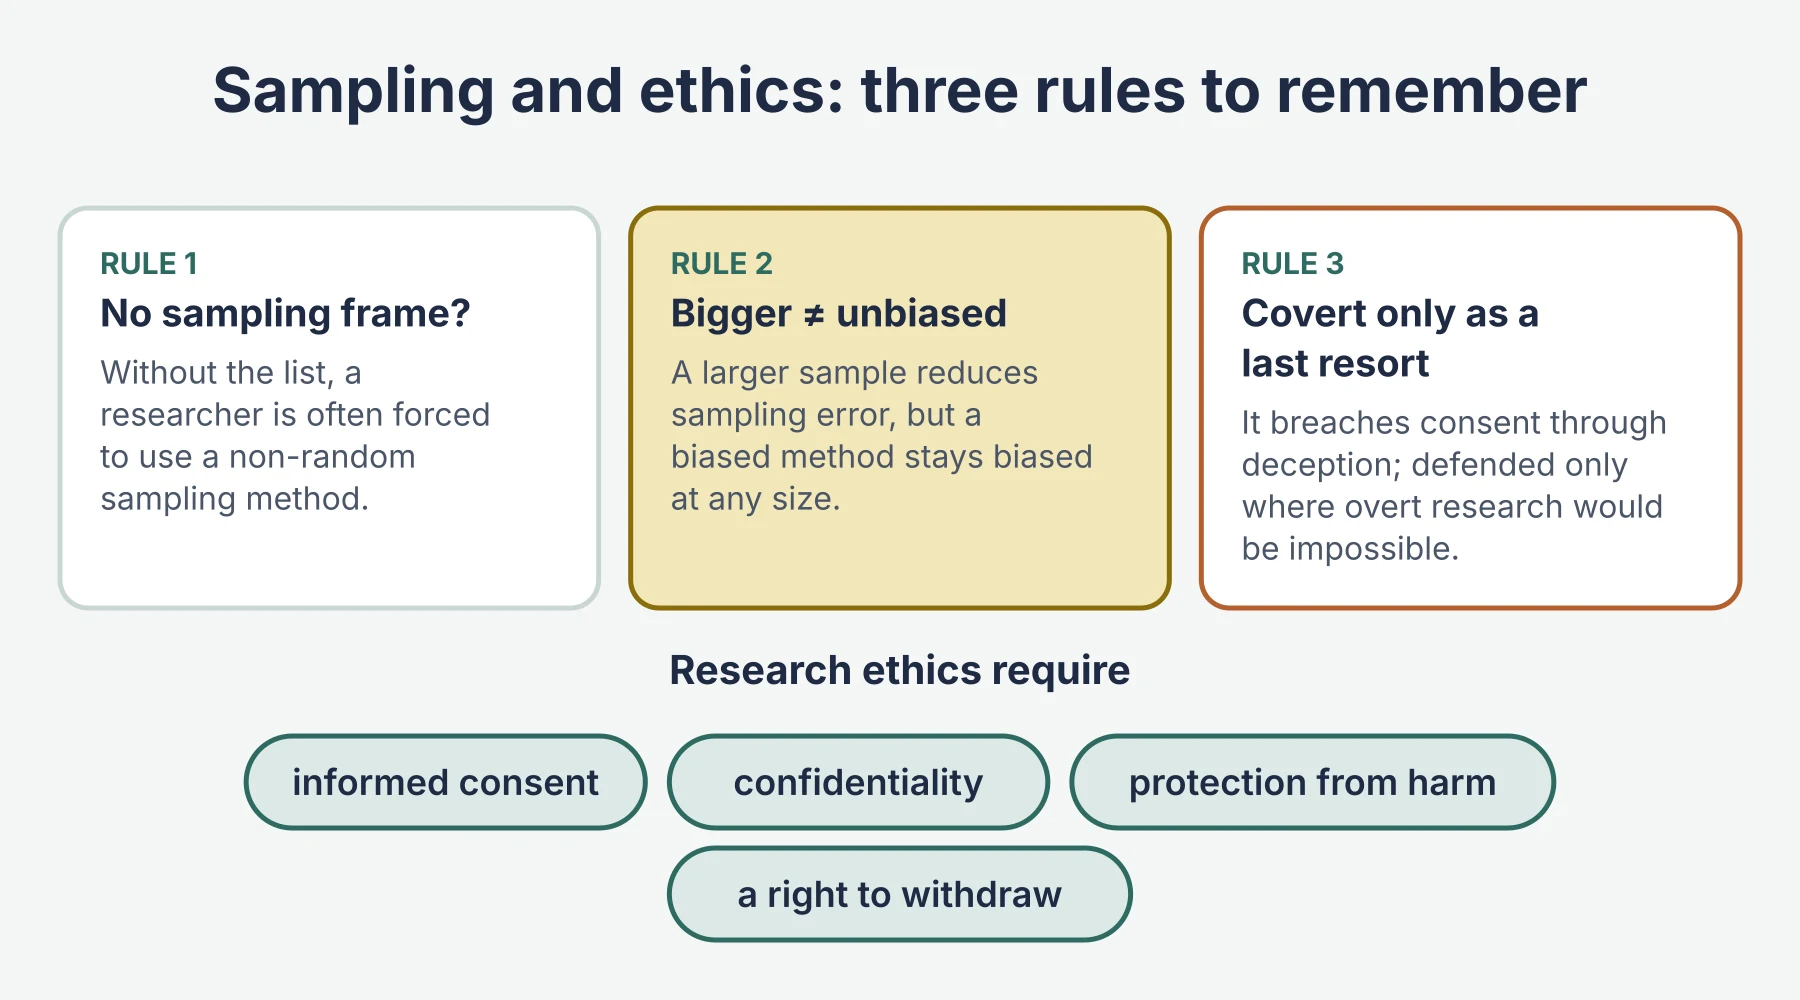 Sampling and ethics: three rules to remember
RULE 1
No sampling frame?
Without the list, a
researcher is often forced
to use a non-random
sampling method.
RULE 2
Bigger ≠ unbiased
A larger sample reduces
sampling error, but a
biased method stays biased
at any size.
RULE 3
Covert only as a
last resort
It breaches consent through
deception; defended only
where overt research would
be impossible.
Research ethics require
informed consent
confidentiality
protection from harm
a right to withdraw